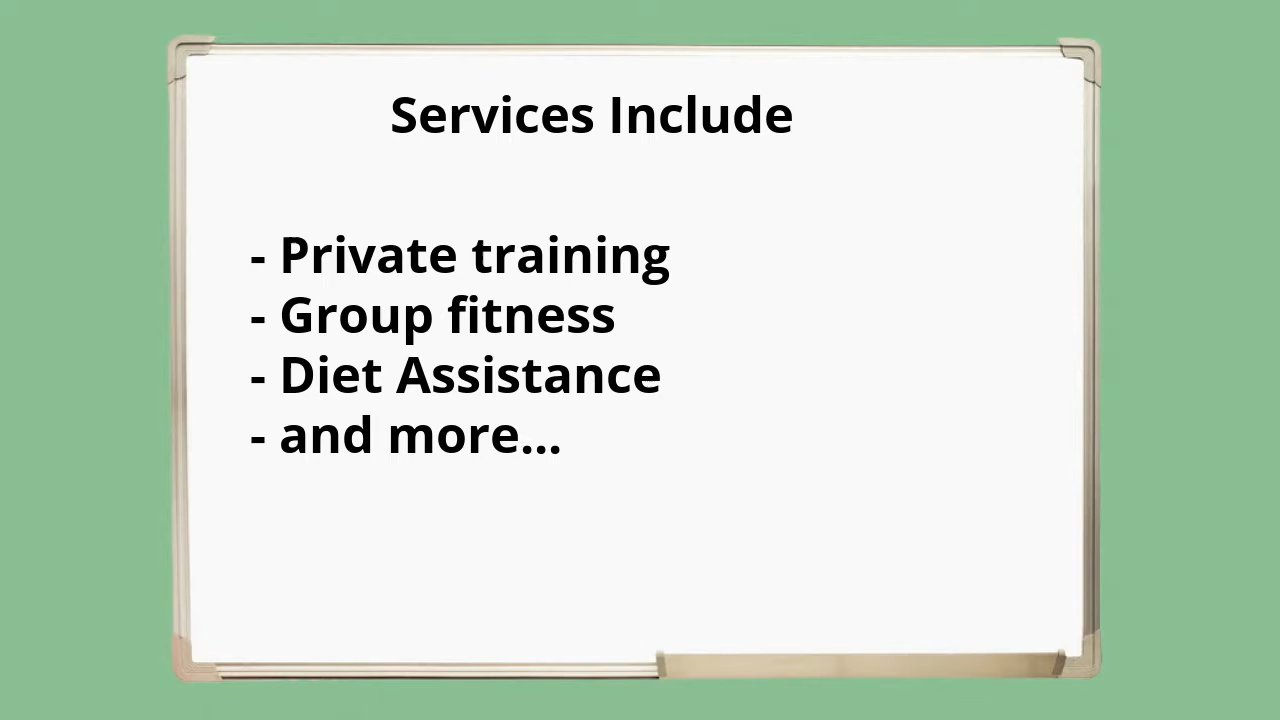 Services Include
- Private training
- Group fitness
- Diet Assistance
- and more...